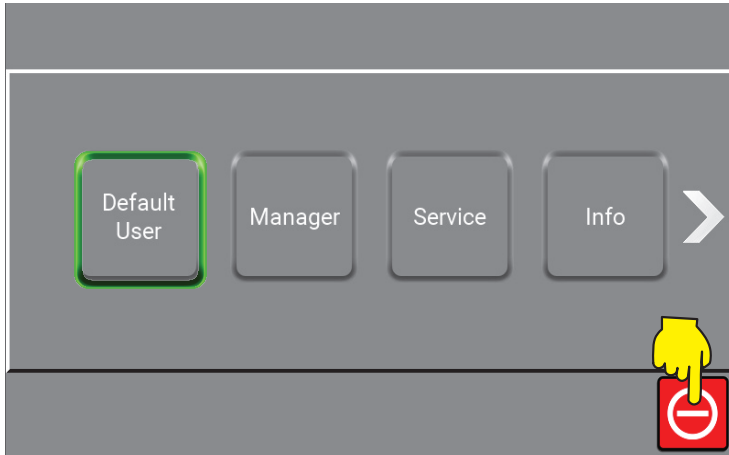 Default
User
Manager
Service
Info